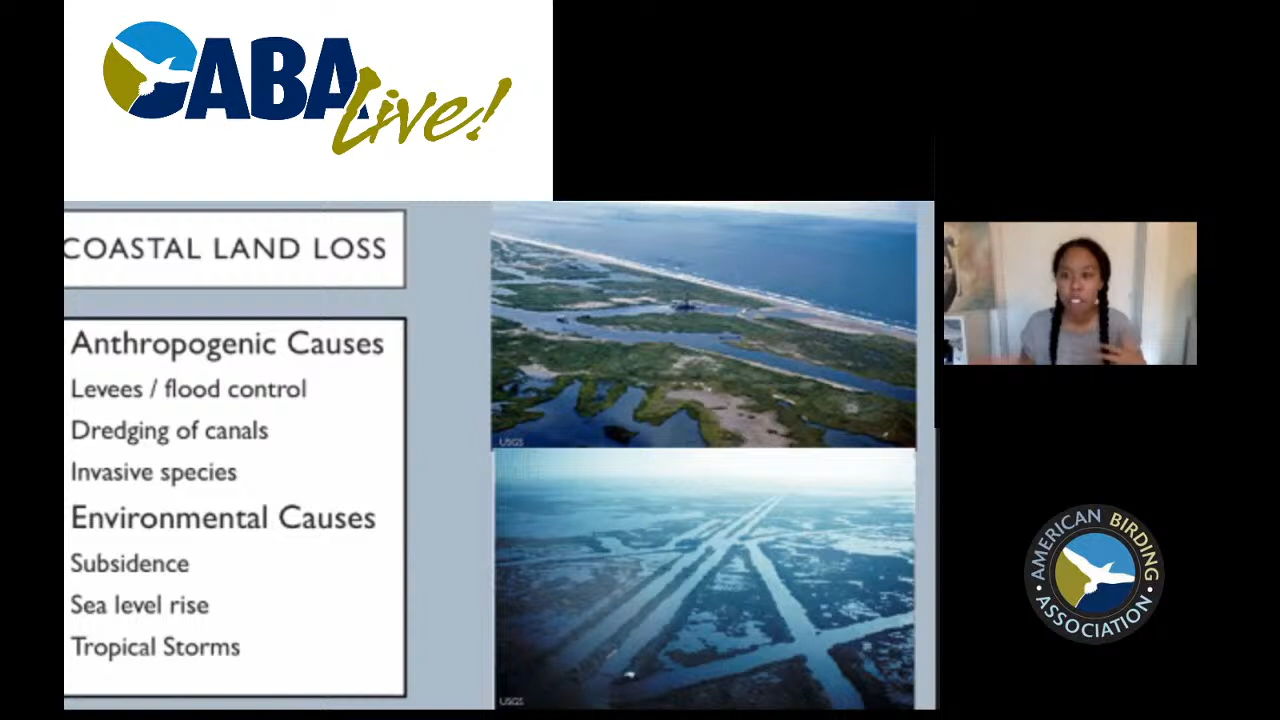 ABA
Live!
COASTAL LAND LOSS
Anthropogenic Causes
Levees / flood control
Dredging of canals
Invasive species
Environmental Causes
Subsidence
Sea level rise
Tropical Storms
USGS
USGS
AMERICAN BIRDING
• ASSOCIATION •